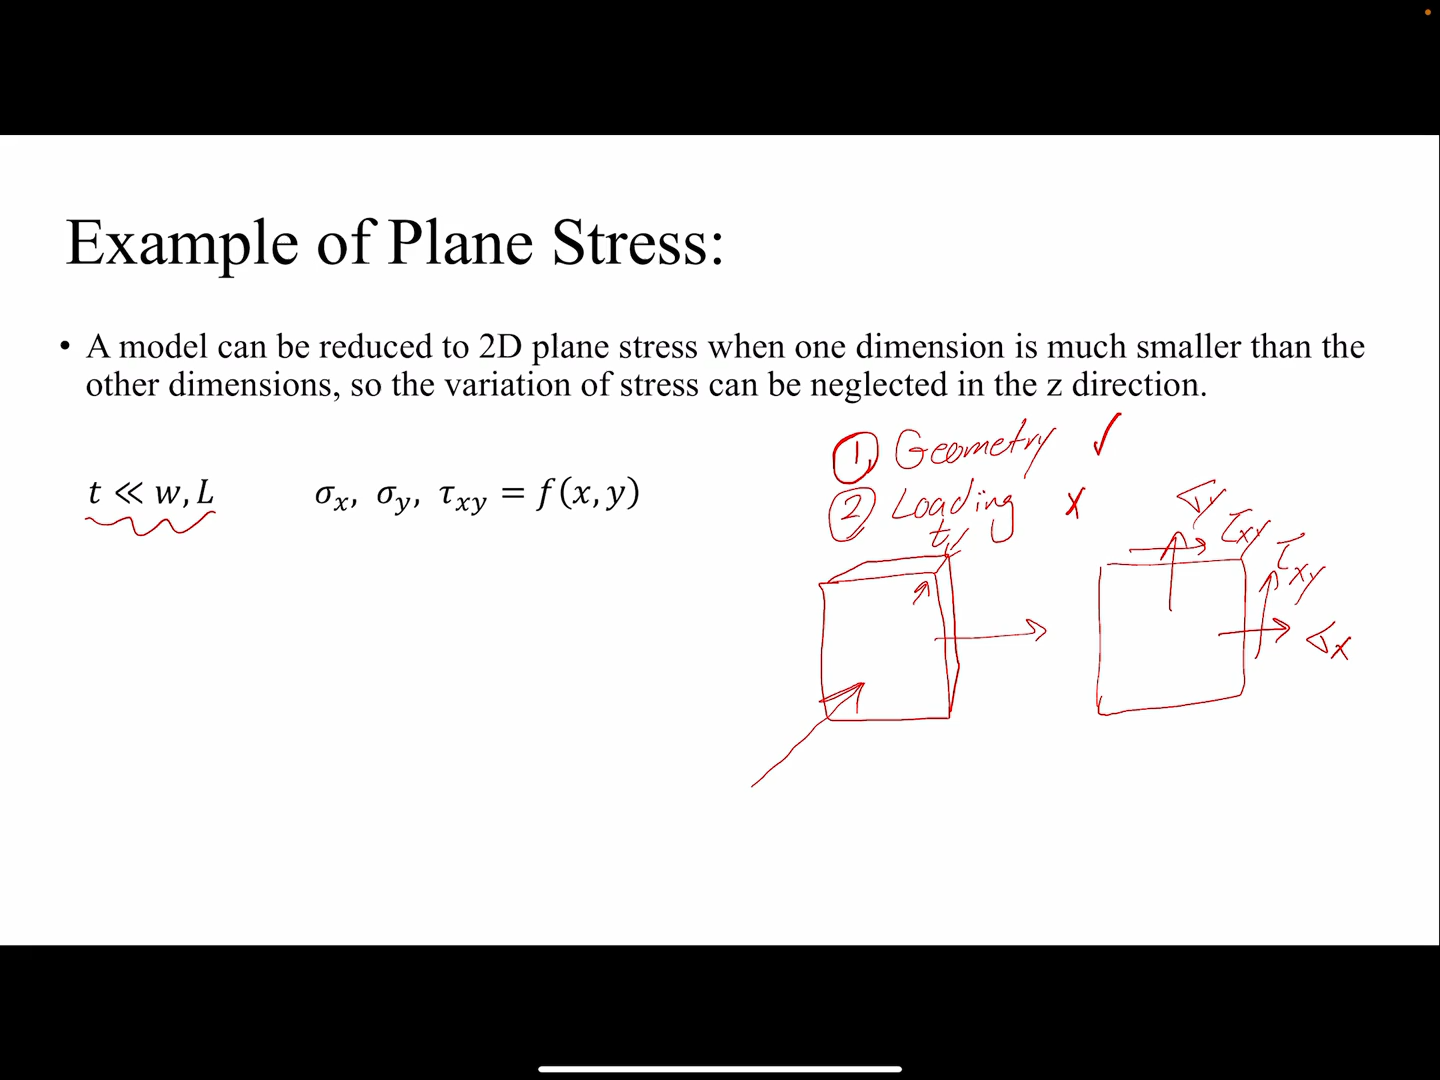 Example of Plane Stress:
• A model can be reduced to 2D plane stress when one dimension is much smaller than the
other dimensions, so the variation of stress can be neglected in the z direction.
① Geometry ✓
t ≪ w, L σₓ, σᵧ, τₓᵧ = f(x, y)
② Loading x
t
σy
τxy
τxy
σx